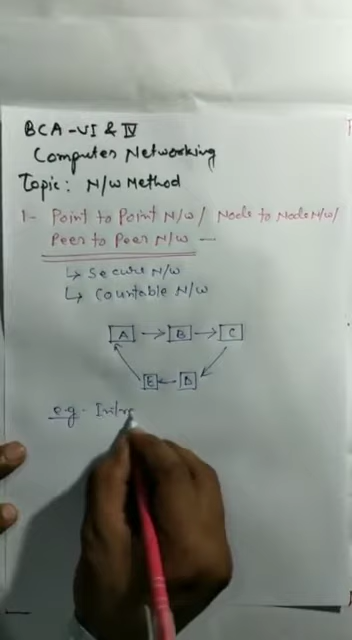 BCA-VI & IV
Computer Networking
Topic: N/W Method
1- Point to Point N/W / Node to Node N/W /
Peer to Peer N/W —
↳ Secure N/W
↳ Countable N/W
A → B → C
E ← D
e.g.